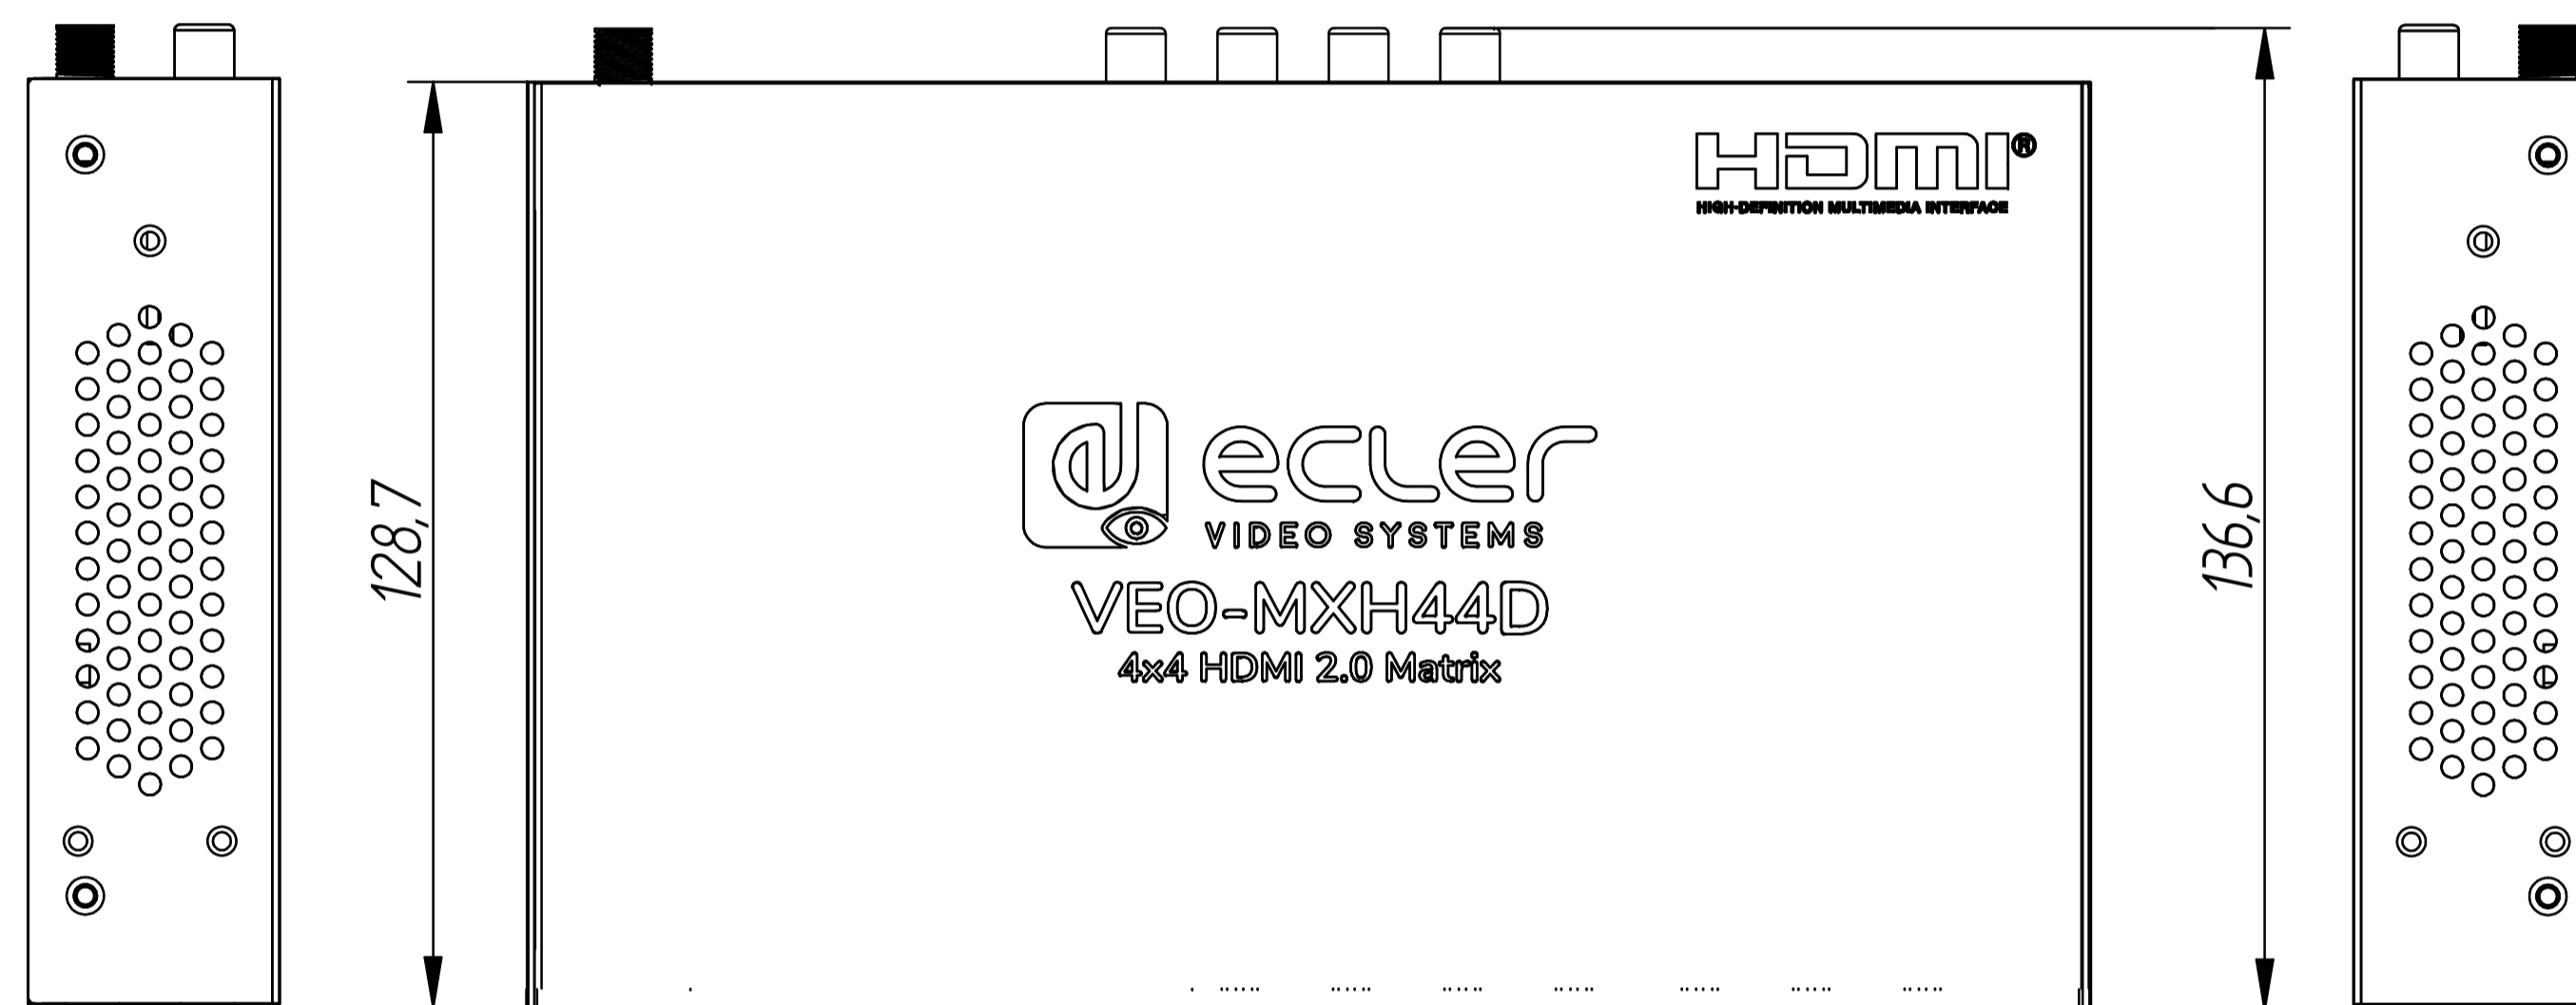 HDMI®
HIGH-DEFINITION MULTIMEDIA INTERFACE
ecler
VIDEO SYSTEMS
VEO-MXH44D
4x4 HDMI 2.0 Matrix
128,7
136,6